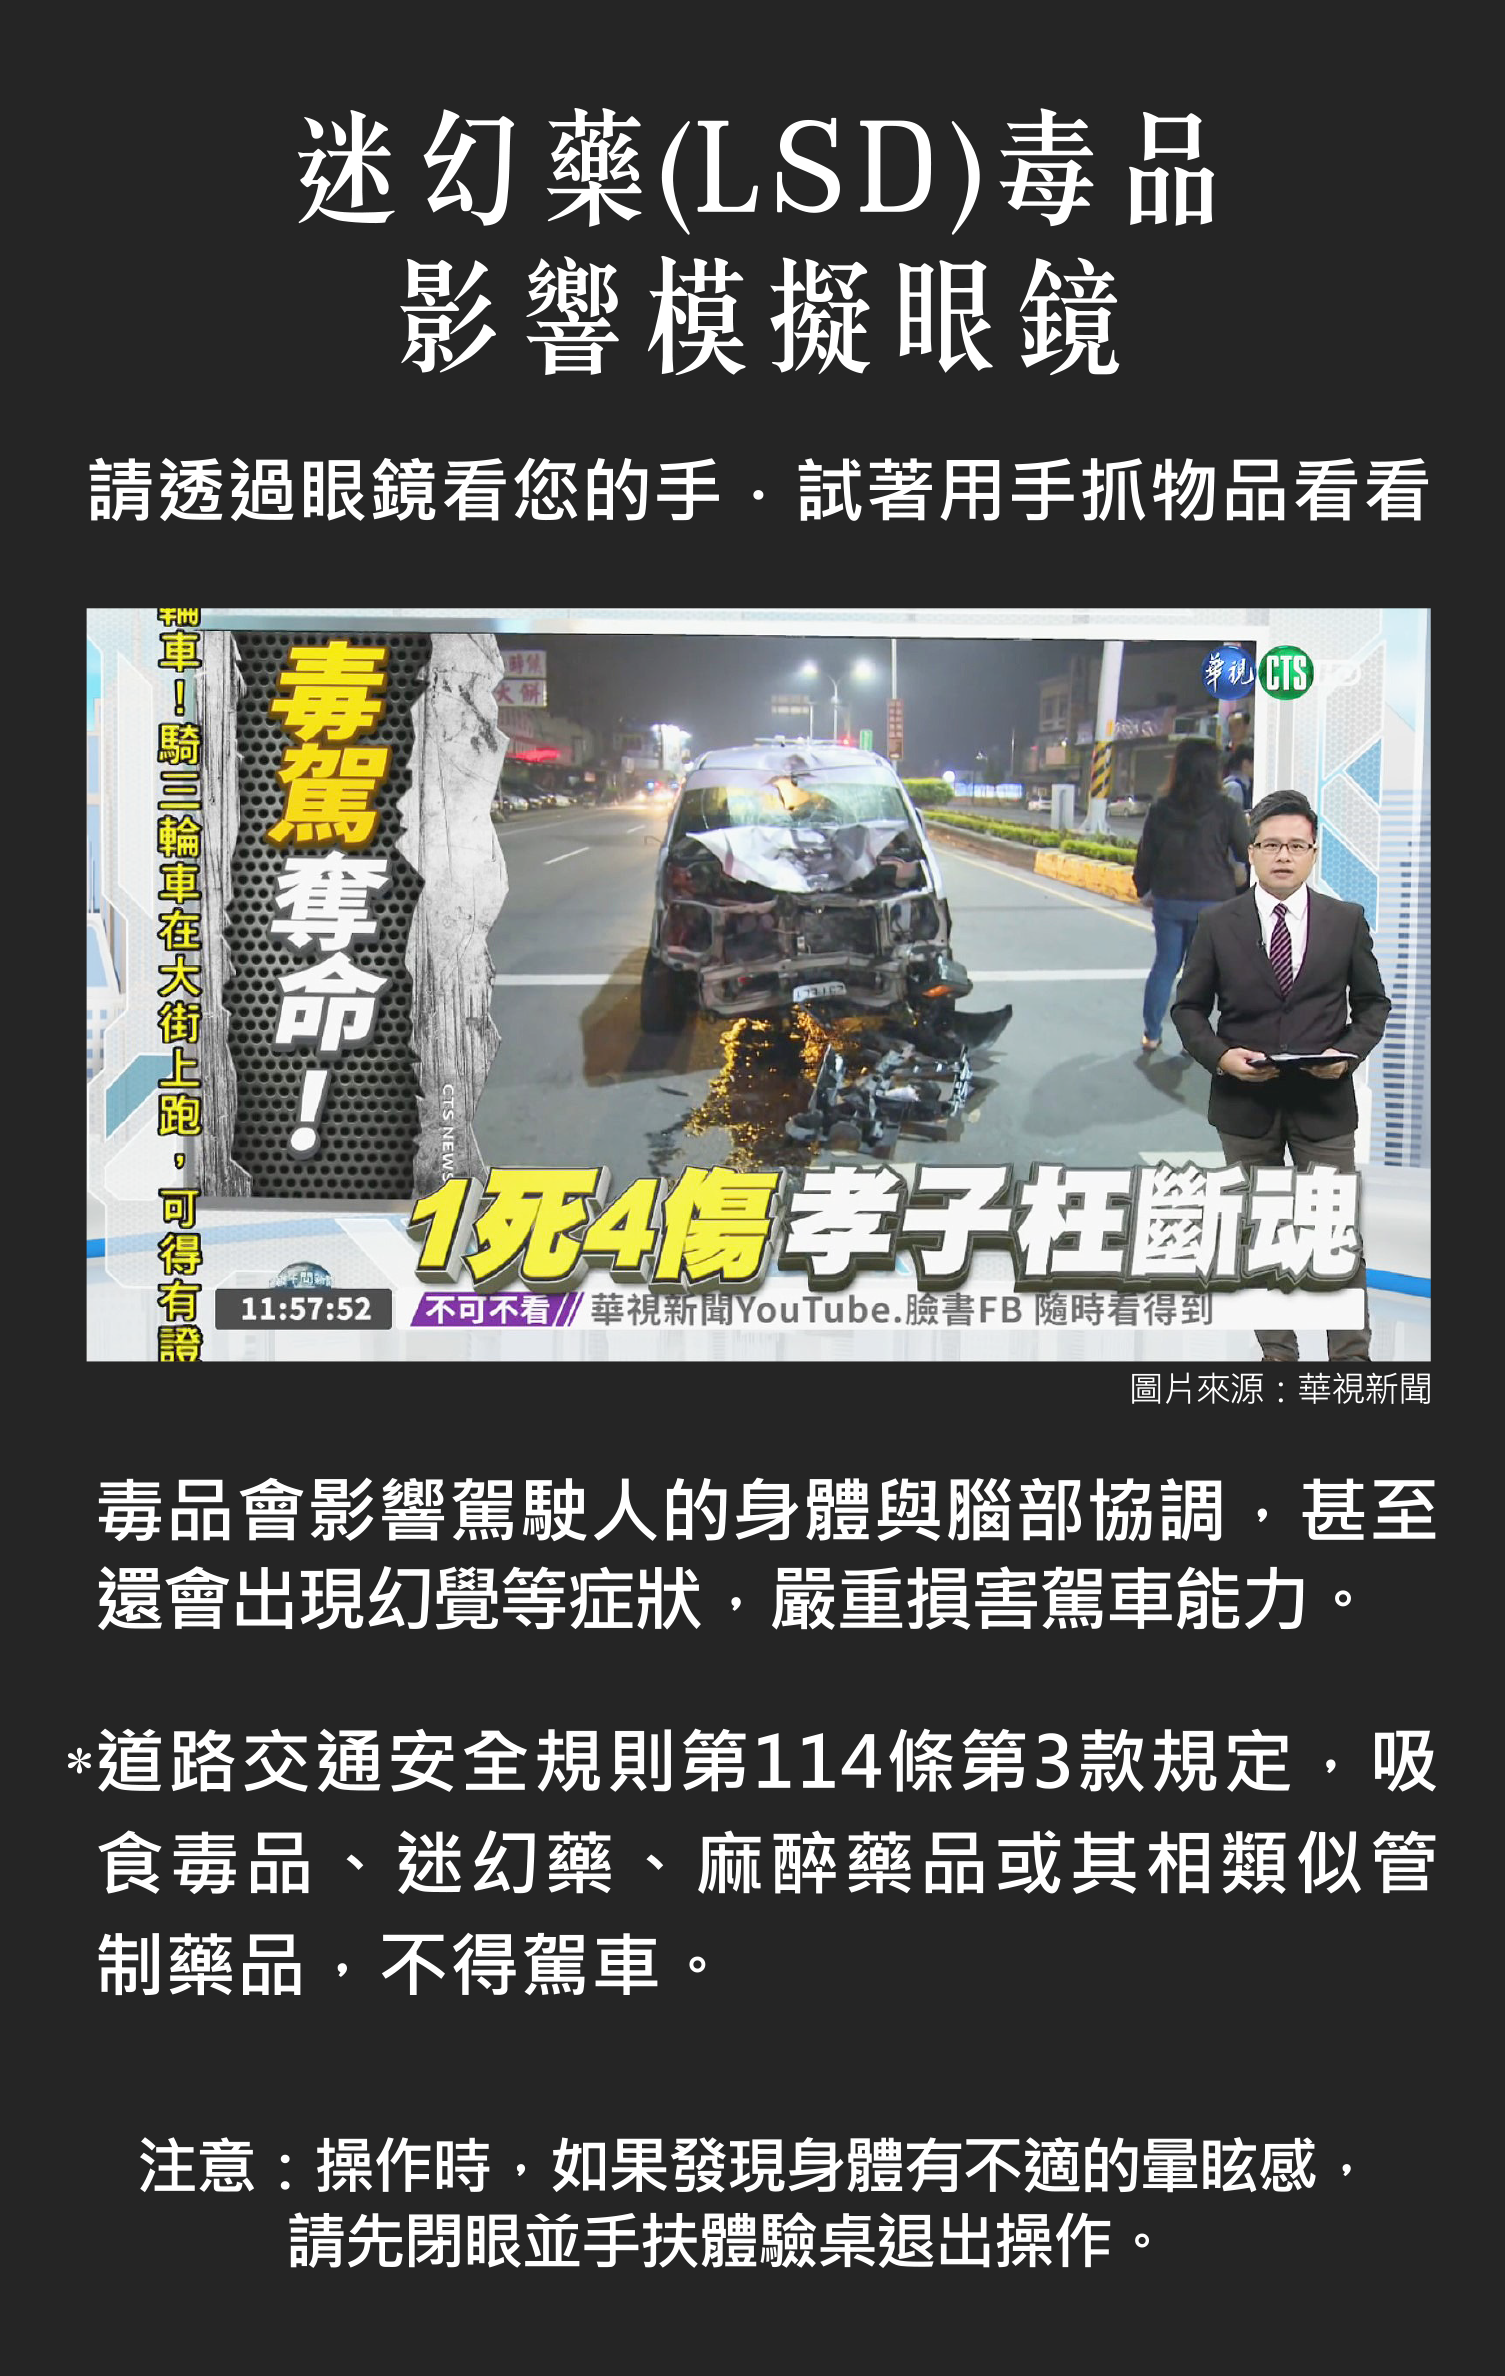 迷幻藥(LSD)毒品
影響模擬眼鏡
請透過眼鏡看您的手．試著用手抓物品看看
輪車！騎三輪車在大街上跑，可得有證
毒駕奪命！
華視 CTS
CTS NEWS
1死4傷孝子枉斷魂
11:57:52
不可不看// 華視新聞YouTube.臉書FB 隨時看得到
圖片來源：華視新聞
毒品會影響駕駛人的身體與腦部協調，甚至
還會出現幻覺等症狀，嚴重損害駕車能力。
*道路交通安全規則第114條第3款規定，吸
食毒品、迷幻藥、麻醉藥品或其相類似管
制藥品，不得駕車。
注意：操作時，如果發現身體有不適的暈眩感，
請先閉眼並手扶體驗桌退出操作。